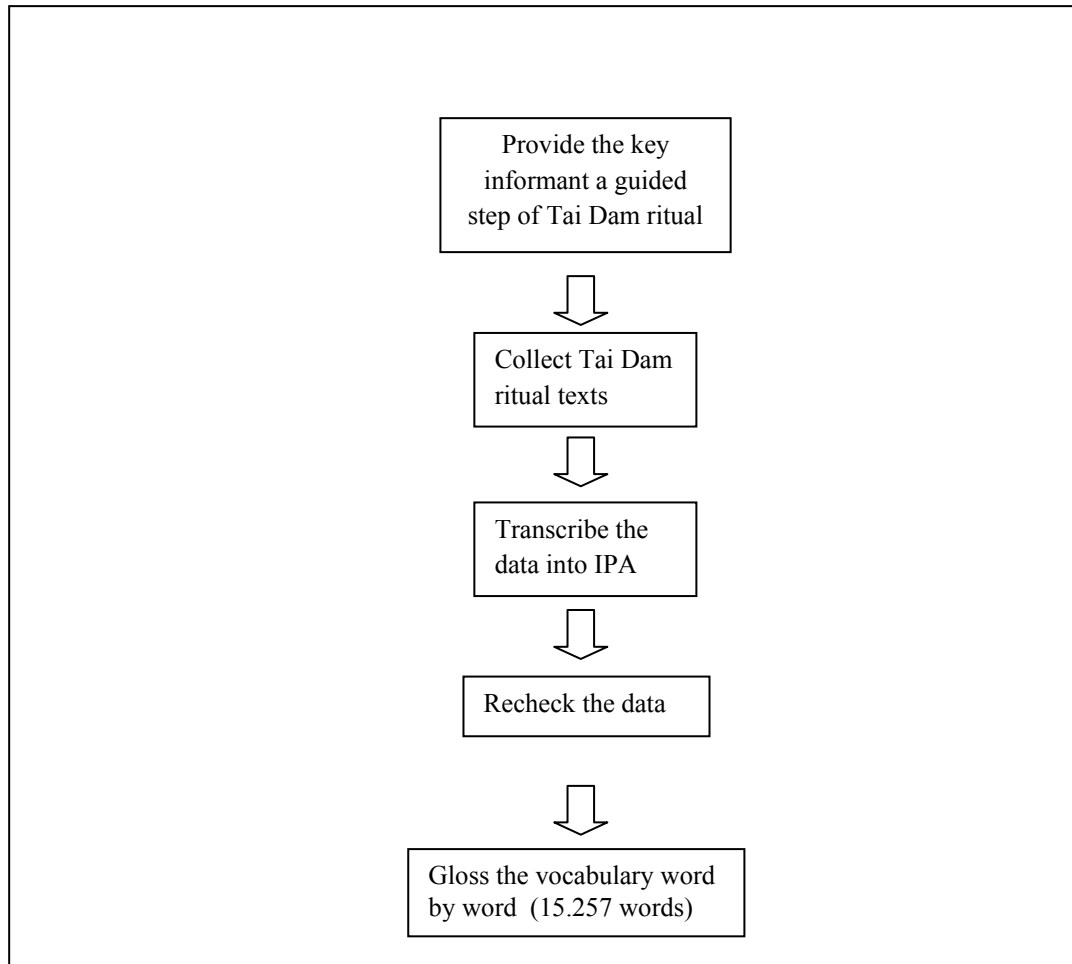 Provide the key
informant a guided
step of Tai Dam ritual
Collect Tai Dam
ritual texts
Transcribe the
data into IPA
Recheck the data
Gloss the vocabulary word
by word (15.257 words)